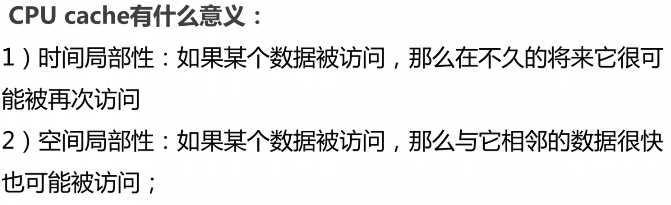 CPU cache有什么意义：
1）时间局部性：如果某个数据被访问，那么在不久的将来它很可
能被再次访问
2）空间局部性：如果某个数据被访问，那么与它相邻的数据很快
也可能被访问；